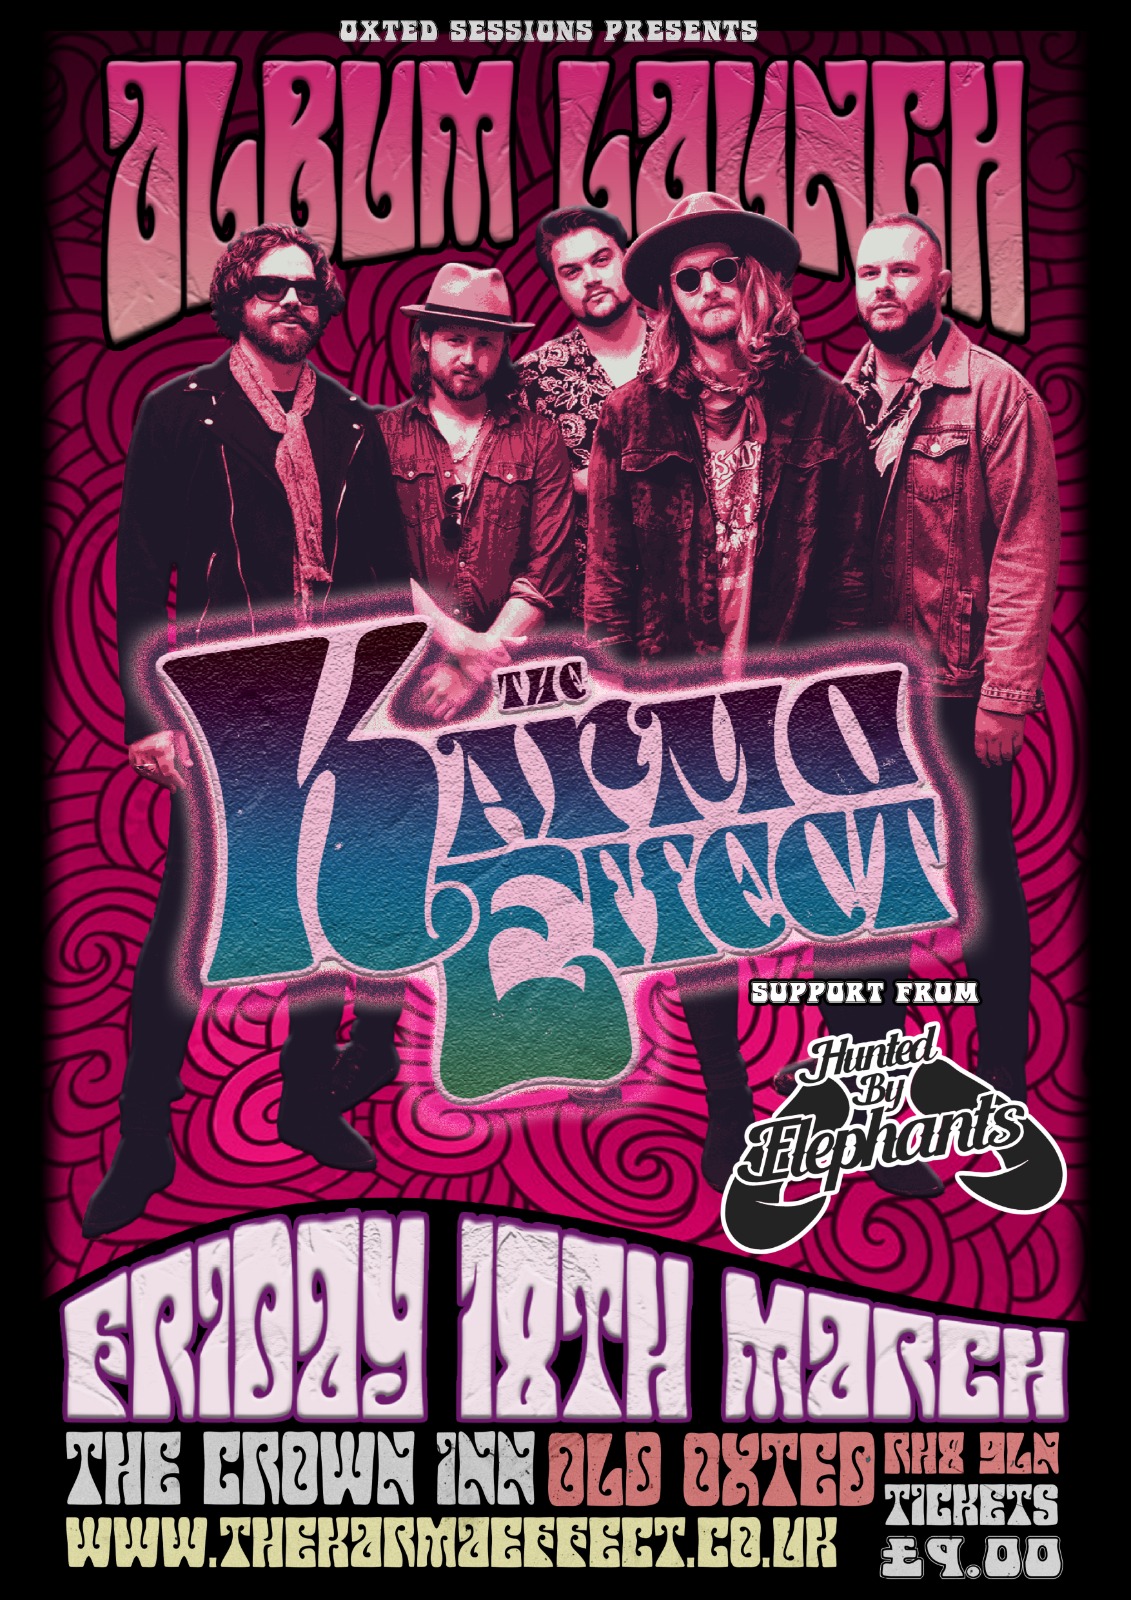 OXTED SESSIONS PRESENTS
ALBUM LAUNCH
THE
KARMA
EFFECT
SUPPORT FROM
Hunted
By
Elephants
FRIDAY 18TH MARCH
THE CROWN INN OLD OXTED RH8 9LN
TICKETS
WWW.THEKARMAEFFECT.CO.UK
£9.00